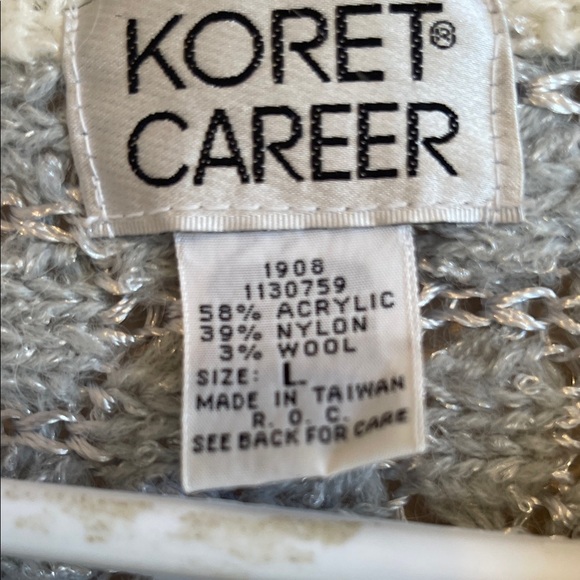 KORET®
CAREER
1908
1130759
58% ACRYLIC
39% NYLON
3% WOOL
SIZE: L
MADE IN TAIWAN
R. O. C.
SEE BACK FOR CARE